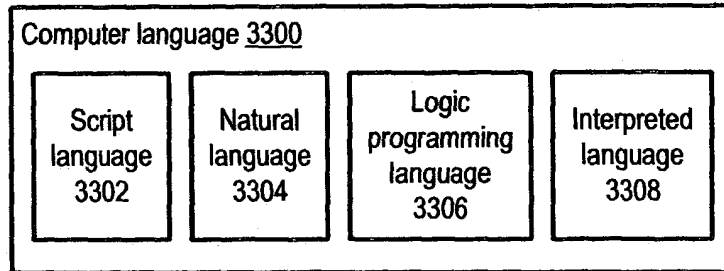 Computer language 3300
Script
language
3302
Natural
language
3304
Logic
programming
language
3306
Interpreted
language
3308